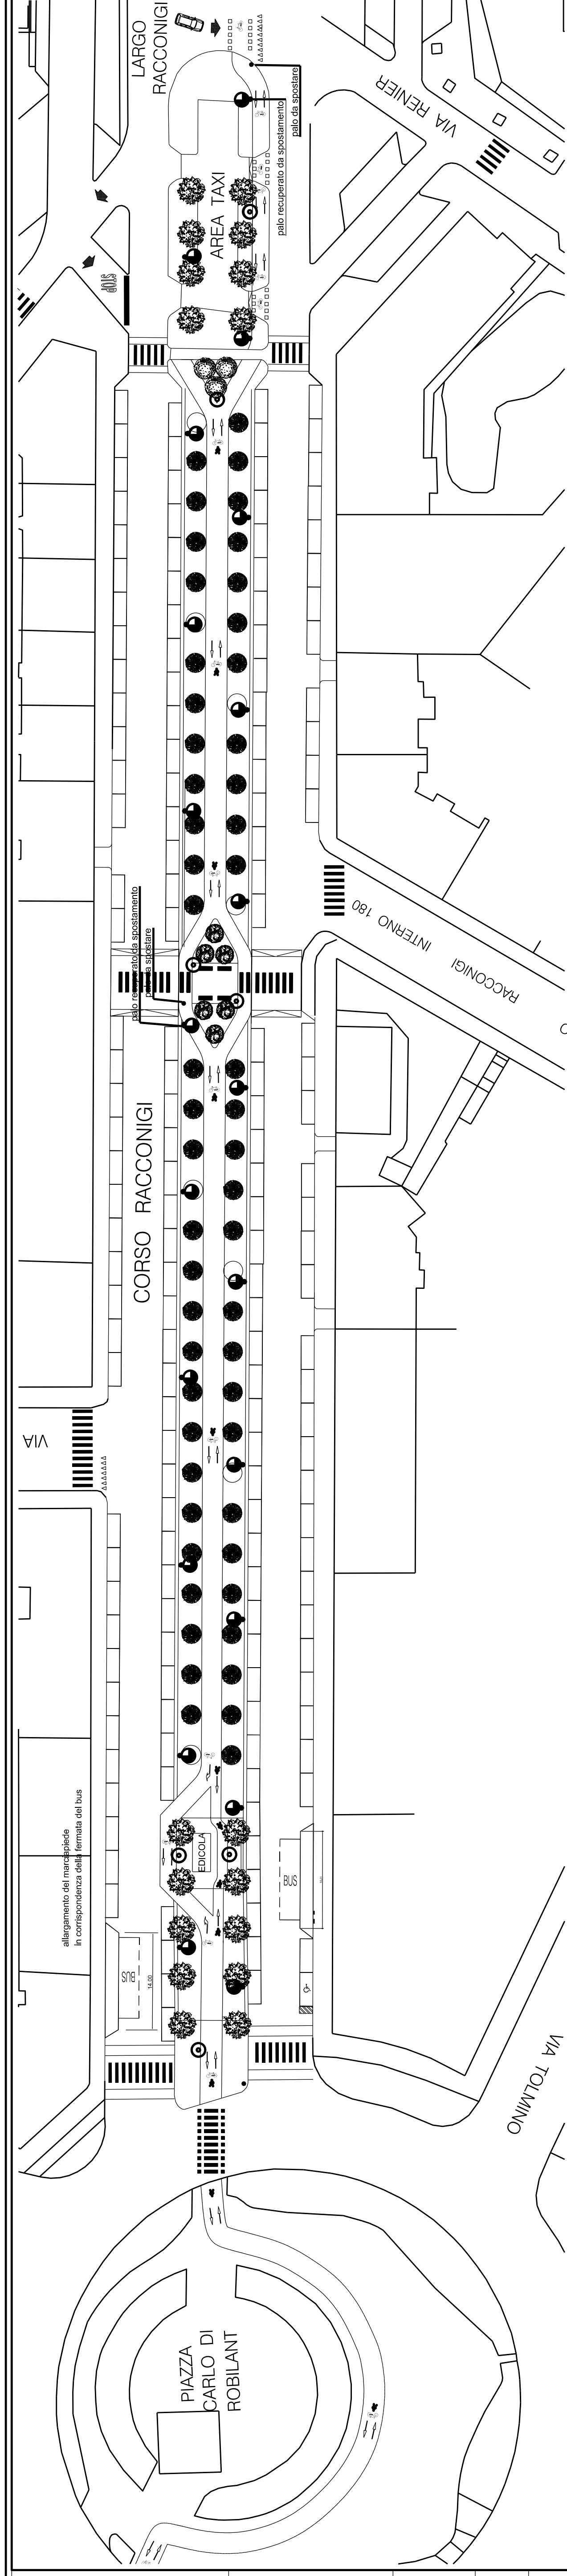 LARGO
RACCONIGI
palo da spostare
palo recuperato da spostamento
VIA RENIER
AREA TAXI
STOP
palo recuperato da spostamento
palo da spostare
RACCONIGI INTERNO 180
CORSO RACCONIGI
VIA
allargamento del marciapiede
in corrispondenza della fermata del bus
EDICOLA
BUS
BUS
14.00
VIA TOLMINO
PIAZZA
CARLO DI
ROBILANT